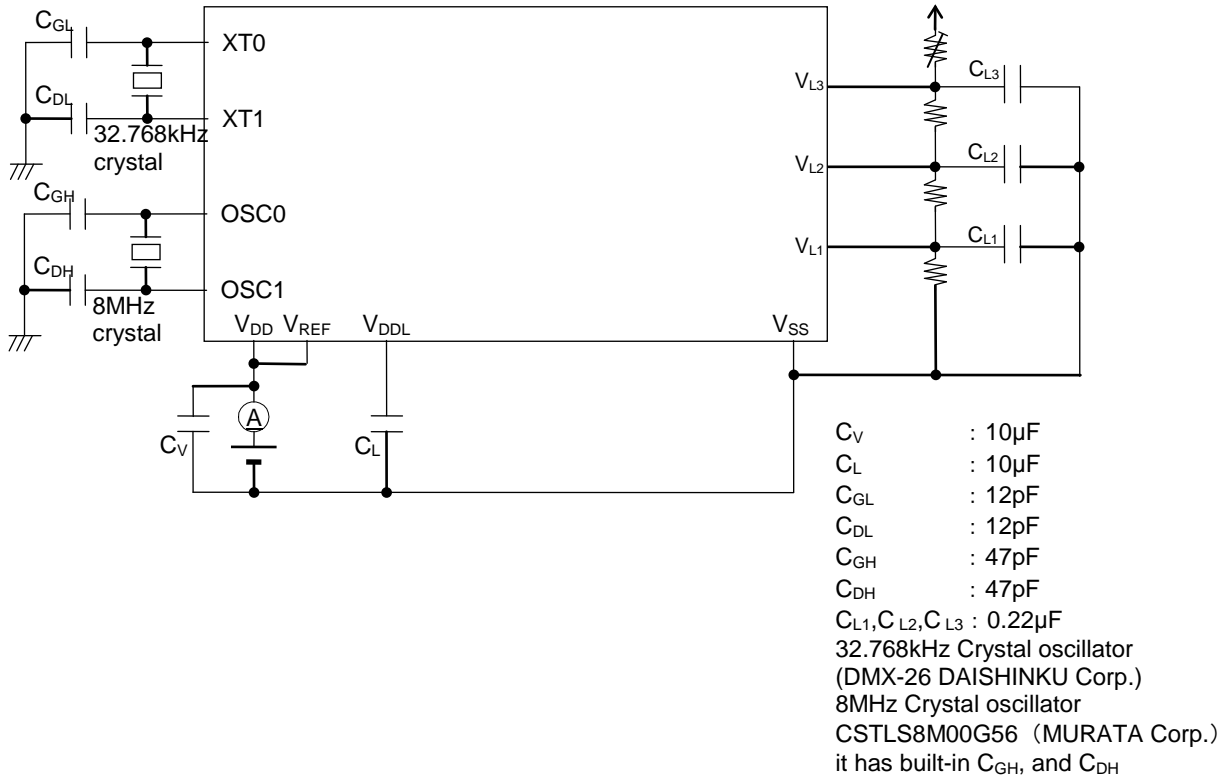 CGL
XT0
CDL
XT1
32.768kHz
crystal
CGH
OSC0
CDH
OSC1
8MHz
crystal
VDD VREF VDDL VSS
VL3
CL3
VL2
CL2
VL1
CL1
A
CV
CL
CV : 10µF
CL : 10µF
CGL : 12pF
CDL : 12pF
CGH : 47pF
CDH : 47pF
CL1,C L2,C L3 : 0.22µF
32.768kHz Crystal oscillator
(DMX-26 DAISHINKU Corp.)
8MHz Crystal oscillator
CSTLS8M00G56（MURATA Corp.）
it has built-in CGH, and CDH